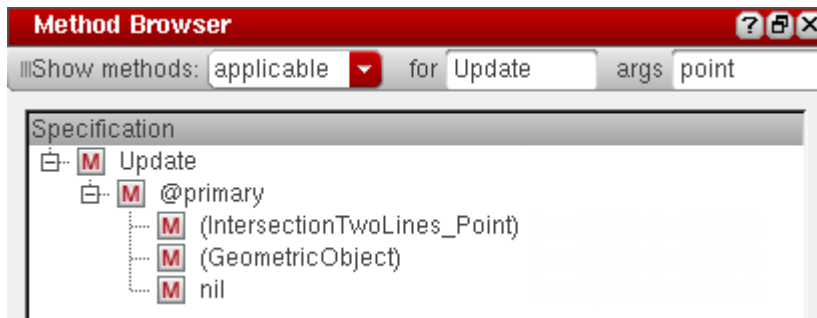 Method Browser
Show methods: applicable for Update args point
Specification
M Update
M @primary
M (IntersectionTwoLines_Point)
M (GeometricObject)
M nil